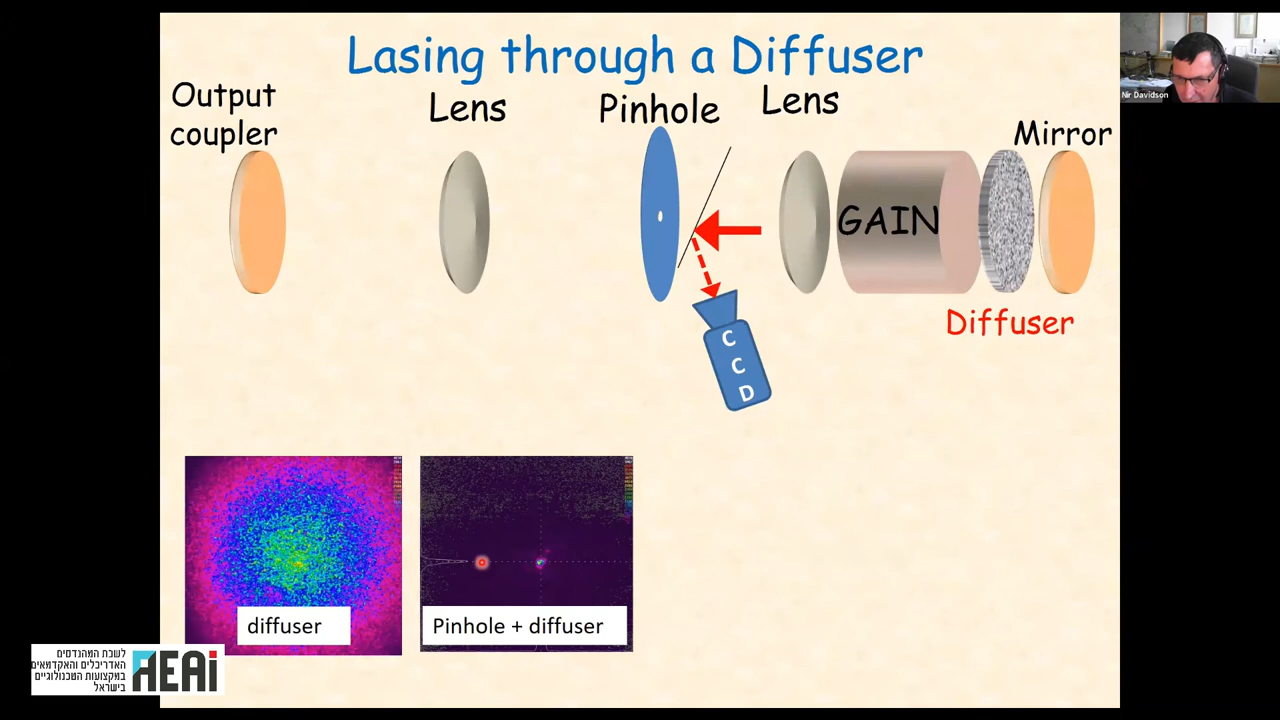 Lasing through a Diffuser
Output
coupler
Lens
Pinhole
Lens
Mirror
Nir Davidson
GAIN
Diffuser
C
C
D
diffuser
Pinhole + diffuser
לשכת המהנדסים
האדריכלים והאקדמאים
במקצועות הטכנולוגיים
בישראל
AEAi